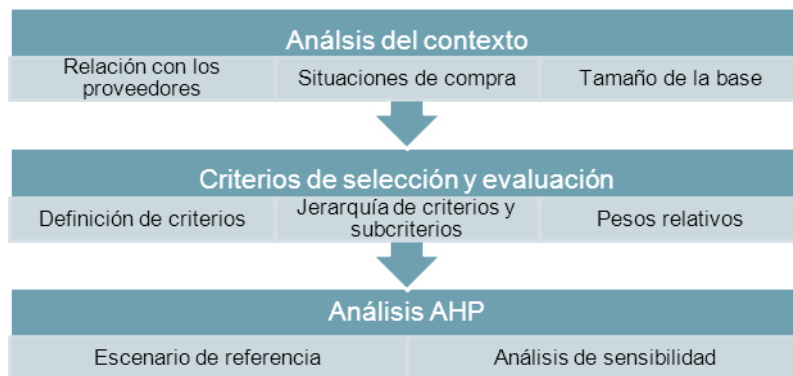 Análsis del contexto
Relación con los
proveedores
Situaciones de compra
Tamaño de la base
Criterios de selección y evaluación
Definición de criterios
Jerarquía de criterios y
subcriterios
Pesos relativos
Análisis AHP
Escenario de referencia
Análisis de sensibilidad